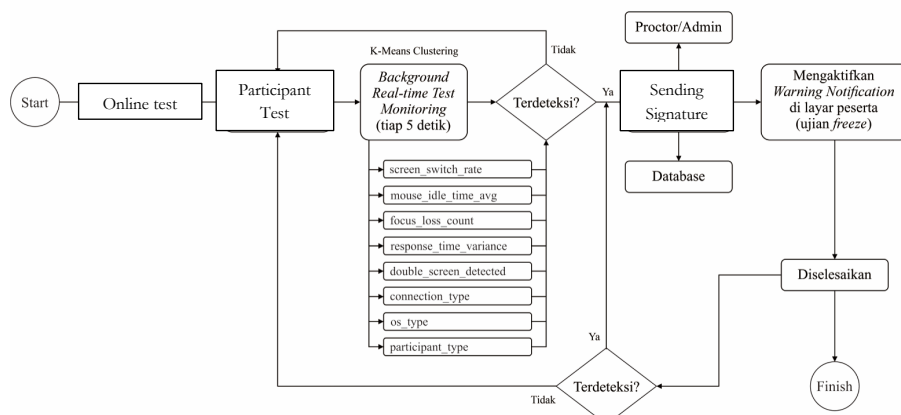 Start
Online test
Participant
Test
K-Means Clustering
Background
Real-time Test
Monitoring
(tiap 5 detik)
screen_switch_rate
mouse_idle_time_avg
focus_loss_count
response_time_variance
double_screen_detected
connection_type
os_type
participant_type
Tidak
Terdeteksi?
Ya
Proctor/Admin
Sending
Signature
Database
Mengaktifkan
Warning Notification
di layar peserta
(ujian freeze)
Diselesaikan
Ya
Terdeteksi?
Tidak
Finish